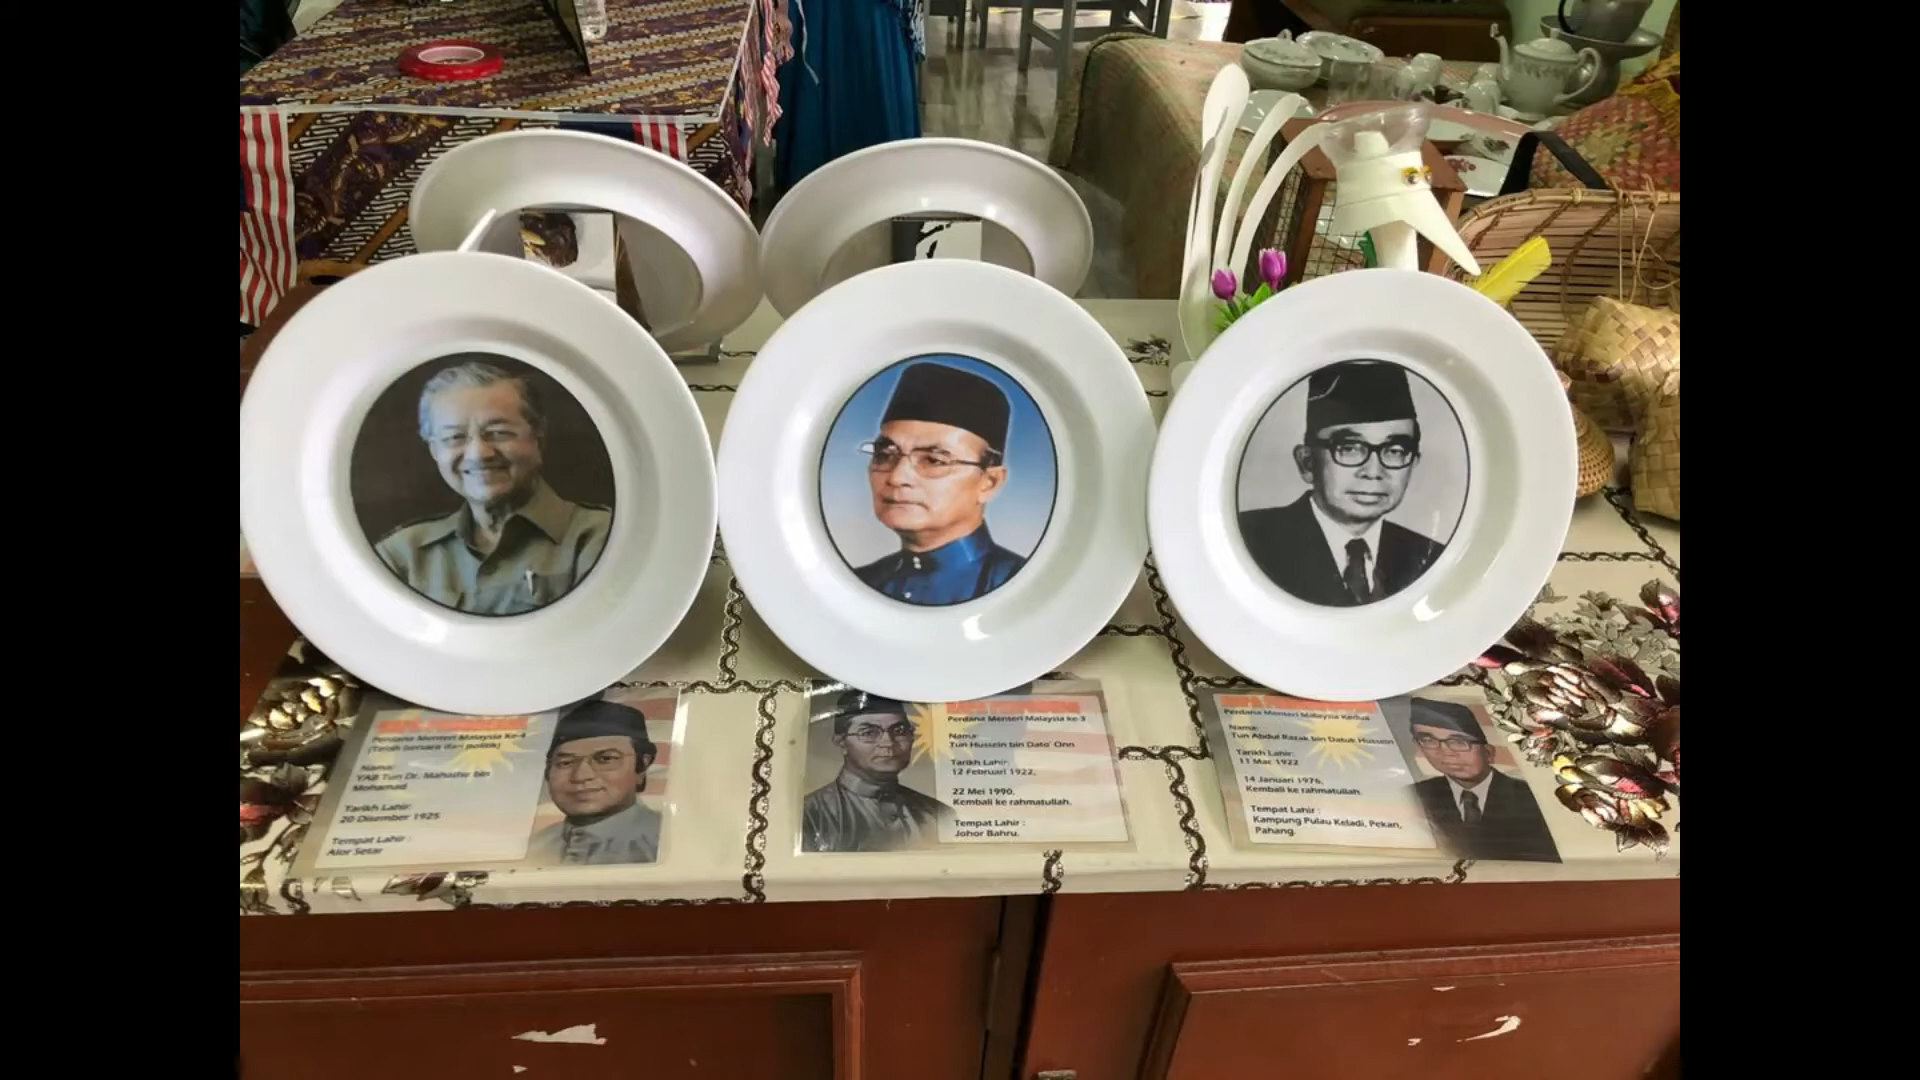 Perdana Menteri Malaysia Ke-4
(Telah bersara dari politik)
Nama:
YAB Tun Dr. Mahathir bin
Mohamad
Tarikh Lahir:
20 Disember 1925
Tempat Lahir :
Alor Setar
Perdana Menteri Malaysia ke-3
Nama:
Tun Hussein bin Dato' Onn
Tarikh Lahir:
12 Februari 1922.
22 Mei 1990.
Kembali ke rahmatullah.
Tempat Lahir :
Johor Bahru.
Perdana Menteri Malaysia Kedua
Nama:
Tun Abdul Razak bin Datuk Hussein
Tarikh Lahir:
11 Mac 1922
14 Januari 1976.
Kembali ke rahmatullah.
Tempat Lahir :
Kampung Pulau Keladi, Pekan,
Pahang.